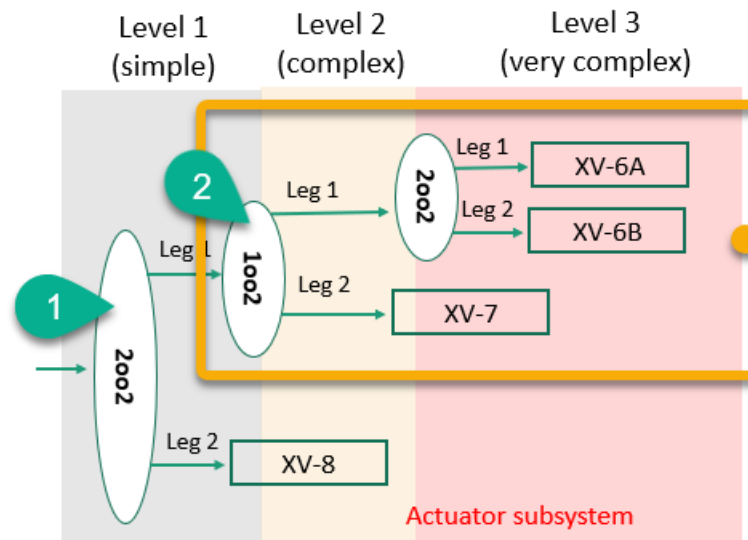 Level 1
(simple)
Level 2
(complex)
Level 3
(very complex)
1
2oo2
Leg 1
2
1oo2
Leg 1
2oo2
Leg 1
XV-6A
Leg 2
XV-6B
Leg 2
XV-7
Leg 2
XV-8
Actuator subsystem